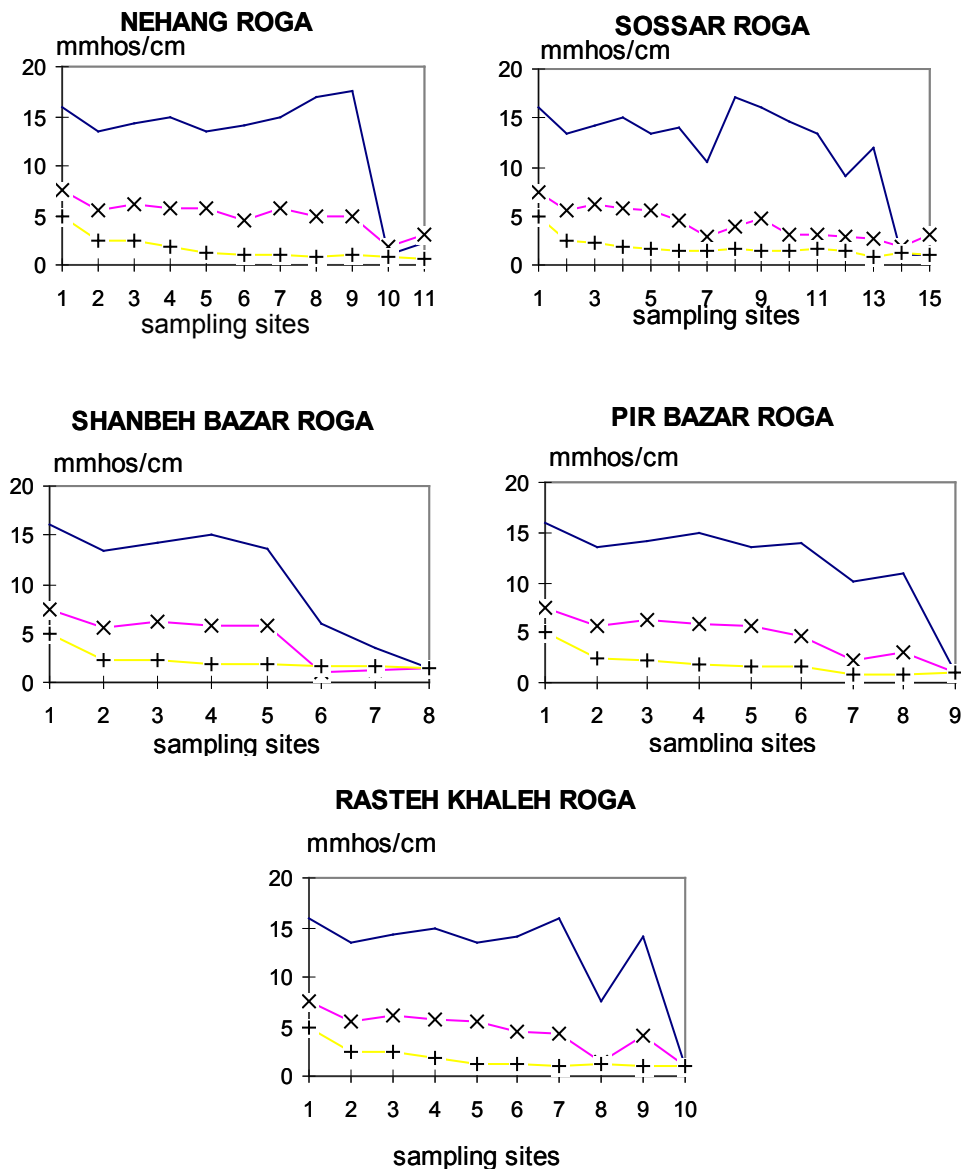 NEHANG ROGA
mmhos/cm
20
15
10
5
0
1 2 3 4 5 6 7 8 9 10 11
sampling sites
SOSSAR ROGA
mmhos/cm
20
15
10
5
0
1 3 5 7 9 11 13 15
sampling sites
SHANBEH BAZAR ROGA
mmhos/cm
20
15
10
5
0
1 2 3 4 5 6 7 8
sampling sites
PIR BAZAR ROGA
mmhos/cm
20
15
10
5
0
1 2 3 4 5 6 7 8 9
sampling sites
RASTEH KHALEH ROGA
mmhos/cm
20
15
10
5
0
1 2 3 4 5 6 7 8 9 10
sampling sites